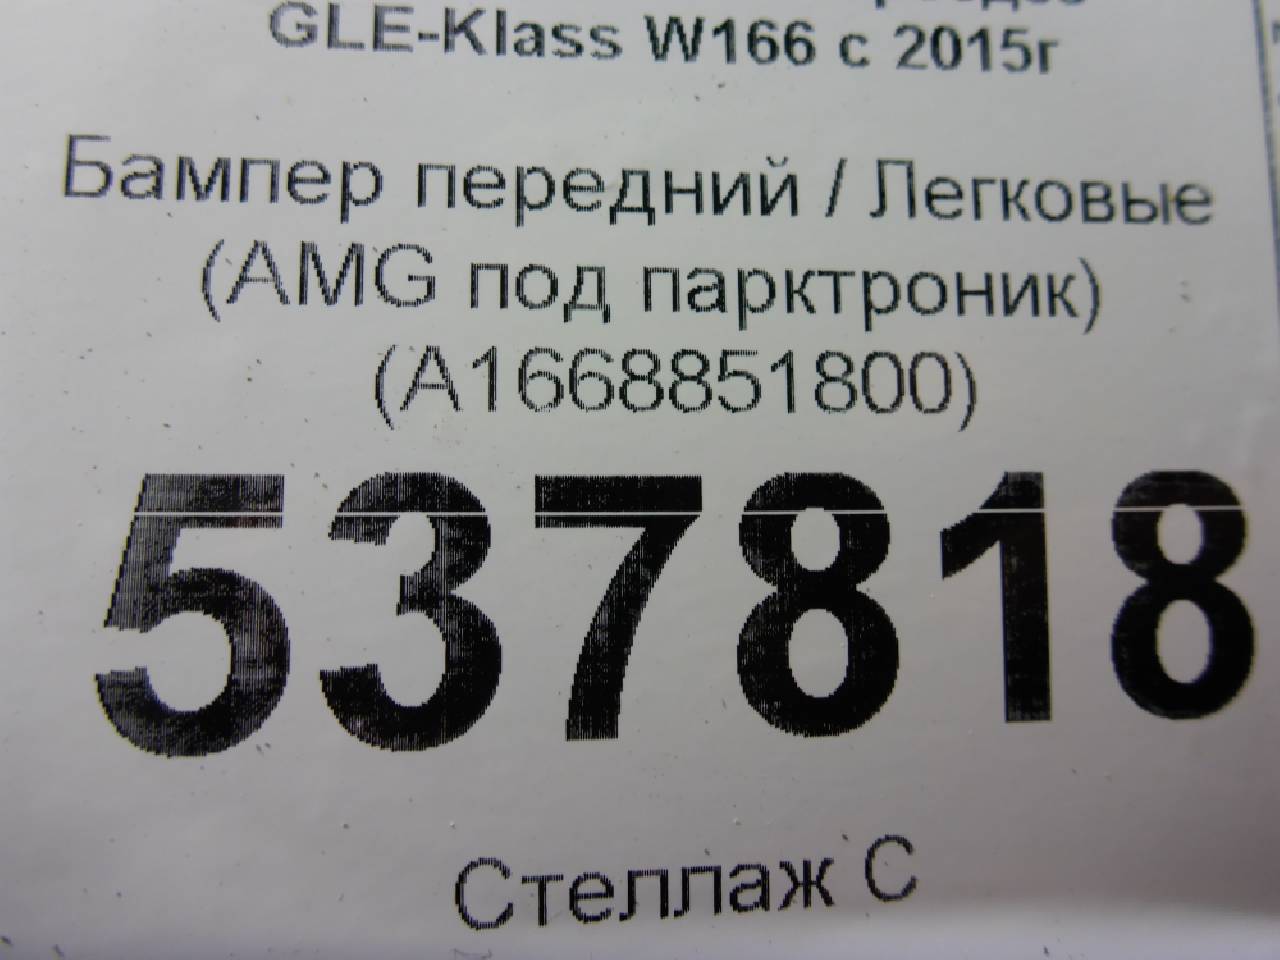 GLE-Klass W166 с 2015г
Бампер передний / Легковые
(AMG под парктроник)
(A1668851800)
537818
Стеллаж С